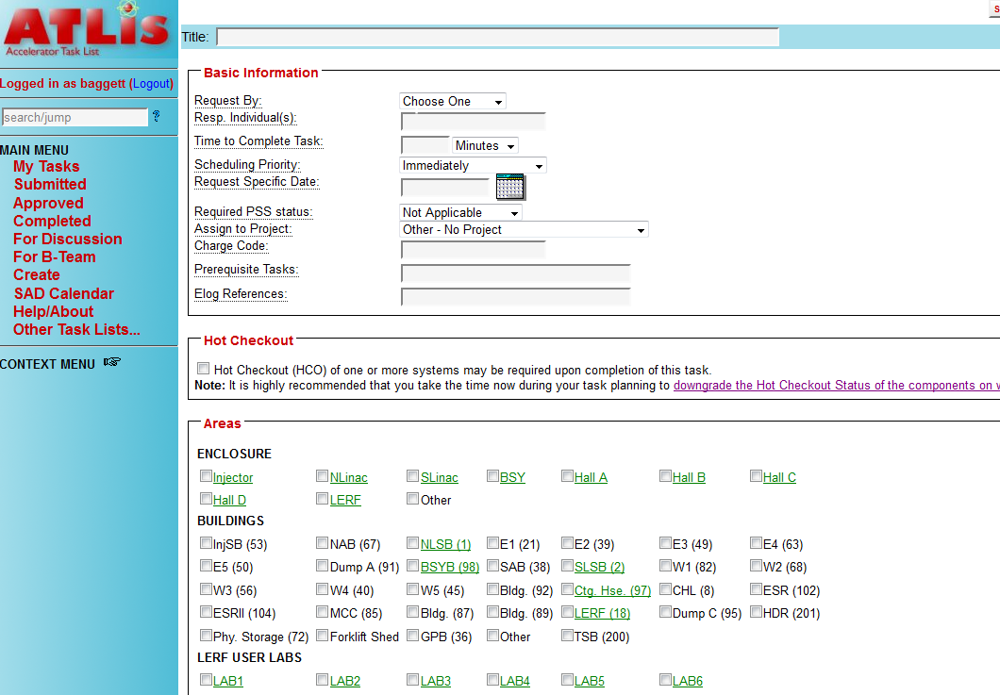 ATLis
Accelerator Task List
Logged in as baggett (Logout)
search/jump
MAIN MENU
My Tasks
Submitted
Approved
Completed
For Discussion
For B-Team
Create
SAD Calendar
Help/About
Other Task Lists...
CONTEXT MENU
Title:
Basic Information
Request By: Choose One
Resp. Individual(s):
Time to Complete Task: Minutes
Scheduling Priority: Immediately
Request Specific Date:
Required PSS status: Not Applicable
Assign to Project: Other - No Project
Charge Code:
Prerequisite Tasks:
Elog References:
Hot Checkout
Hot Checkout (HCO) of one or more systems may be required upon completion of this task.
Note: It is highly recommended that you take the time now during your task planning to downgrade the Hot Checkout Status of the components on
Areas
ENCLOSURE
Injector NLinac SLinac BSY Hall A Hall B Hall C
Hall D LERF Other
BUILDINGS
InjSB (53) NAB (67) NLSB (1) E1 (21) E2 (39) E3 (49) E4 (63)
E5 (50) Dump A (91) BSYB (98) SAB (38) SLSB (2) W1 (82) W2 (68)
W3 (56) W4 (40) W5 (45) Bldg. (92) Ctg. Hse. (97) CHL (8) ESR (102)
ESRII (104) MCC (85) Bldg. (87) Bldg. (89) LERF (18) Dump C (95) HDR (201)
Phy. Storage (72) Forklift Shed GPB (36) Other TSB (200)
LERF USER LABS
LAB1 LAB2 LAB3 LAB4 LAB5 LAB6